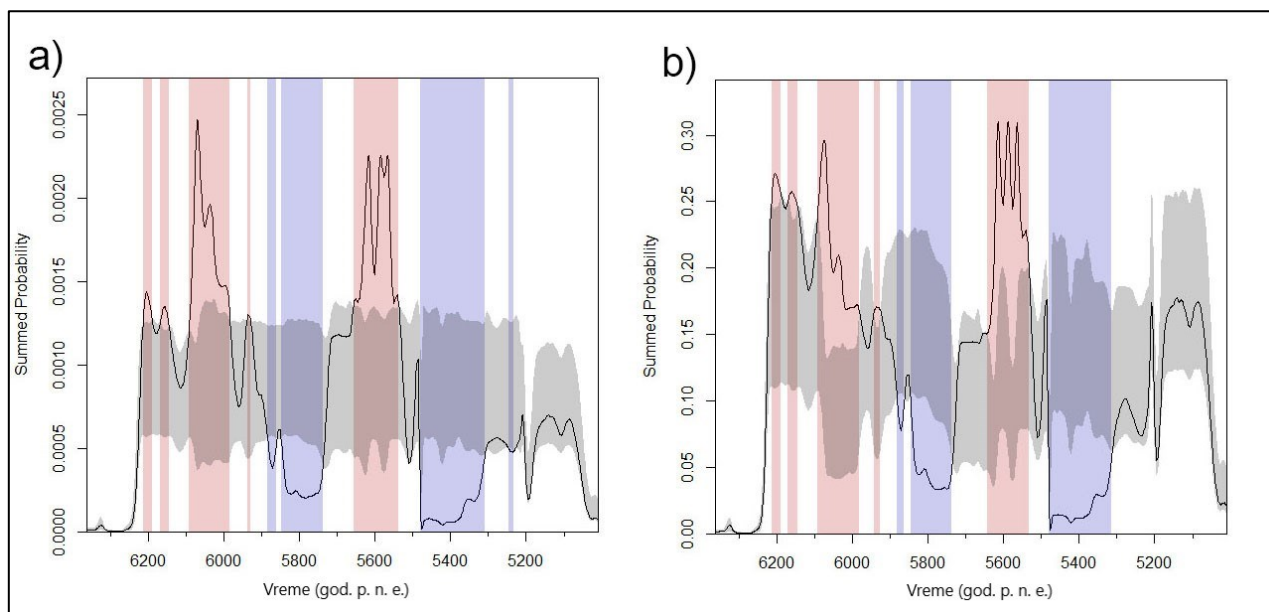 a)
0.0025
0.0020
0.0015
0.0010
0.0005
0.0000
Summed Probability
6200 6000 5800 5600 5400 5200
Vreme (god. p. n. e.)
b)
0.30
0.25
0.20
0.15
0.10
0.05
0.00
Summed Probability
6200 6000 5800 5600 5400 5200
Vreme (god. p. n. e.)